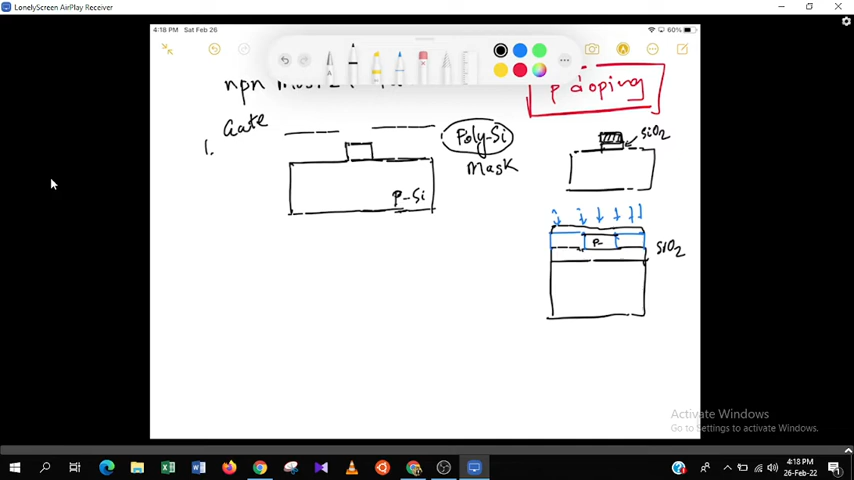 LonelyScreen AirPlay Receiver
4:18 PM Sat Feb 26
60%
npn
p doping
Gate
1.
Poly-Si
Mask
P-Si
SiO2
SiO2
Activate Windows
Go to Settings to activate Windows.
4:18 PM
26-Feb-22